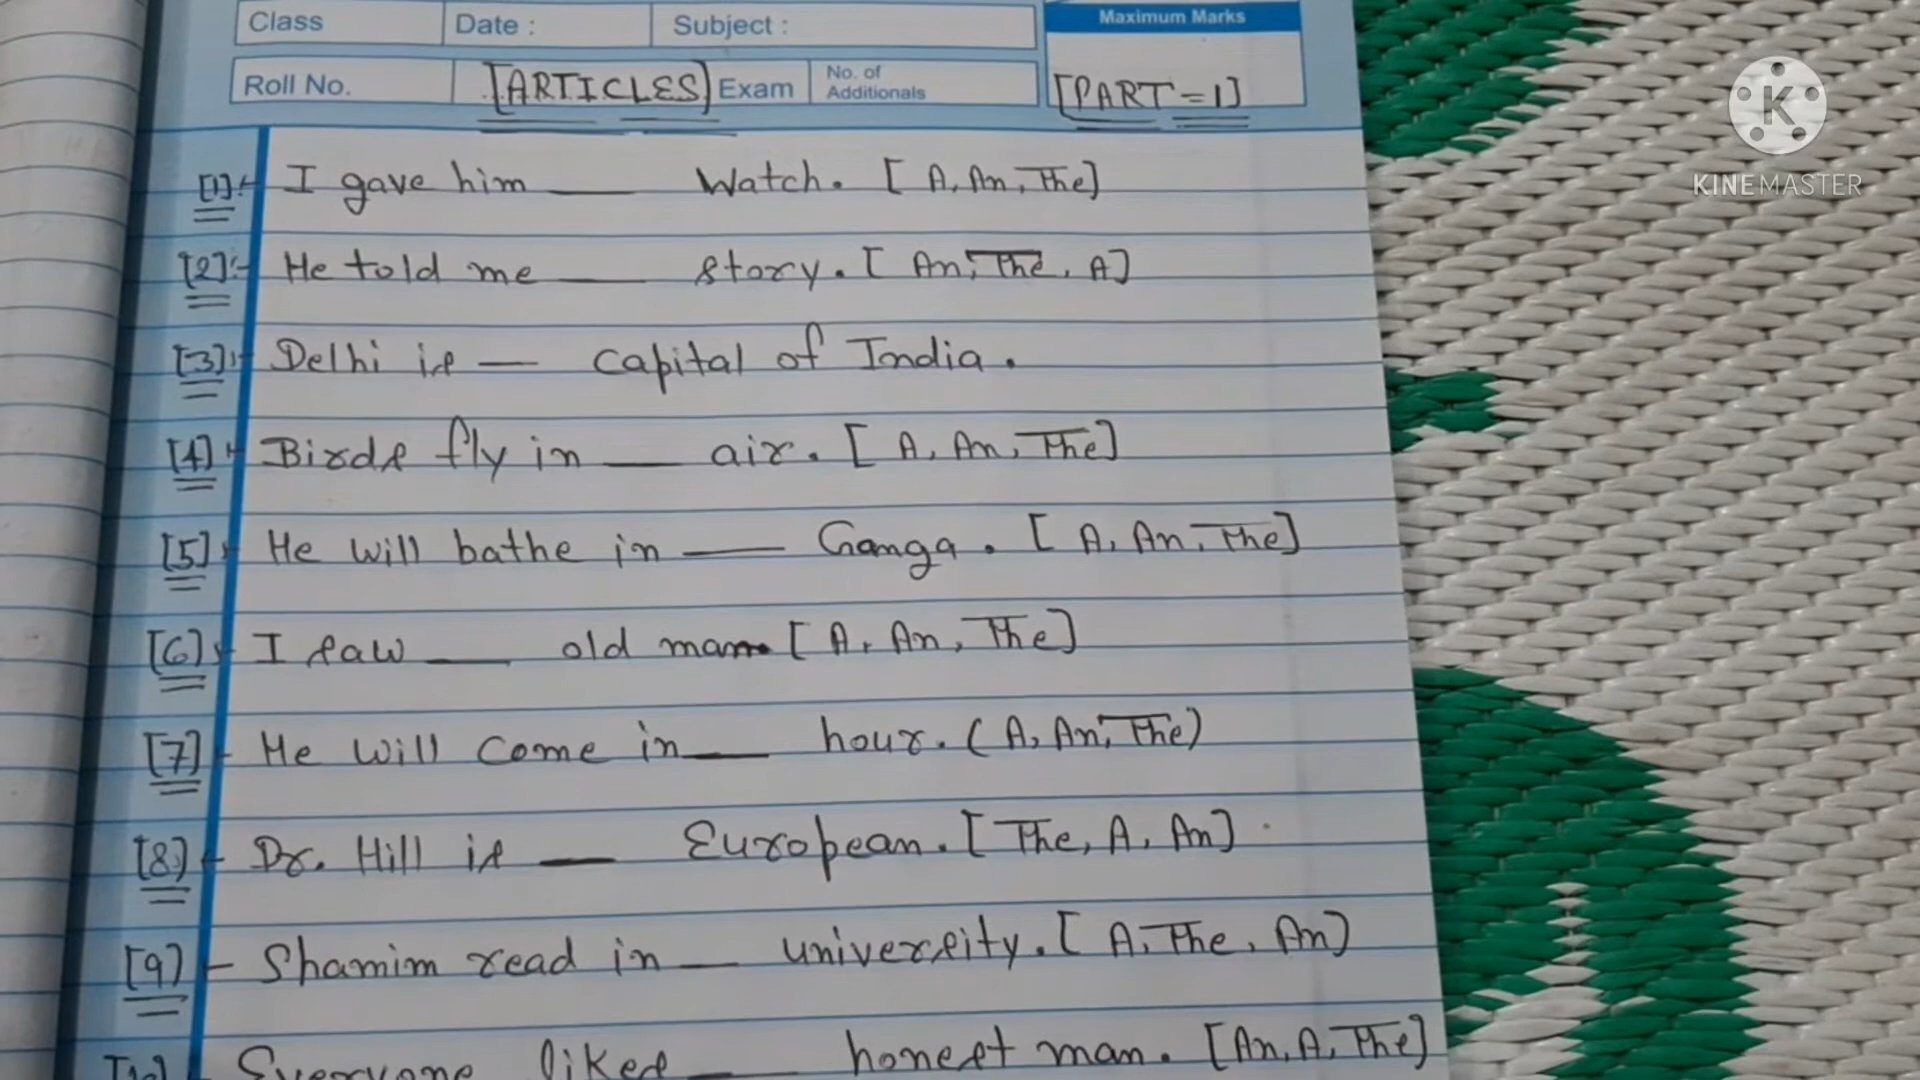 Class Date : Subject : Maximum Marks
Roll No. [ARTICLES] Exam No. of Additionals [PART=1]
K
KINEMASTER
[1]:- I gave him ___ Watch. [ A, An, The]
[2]:- He told me ___ story. [ An, The, A]
[3]:- Delhi is ___ capital of India.
[4]:- Birds fly in ___ air. [ A, An, The]
[5]:- He will bathe in ___ Ganga. [ A, An, The]
[6]:- I saw ___ old man. [ A, An, The]
[7]:- He will come in ___ hour. (A, An, The)
[8]:- Dr. Hill is ___ European. [The, A, An]
[9]:- Shamim read in ___ university. [ A, The, An]
[10]:- Everyone likes ___ honest man. [An, A, The]